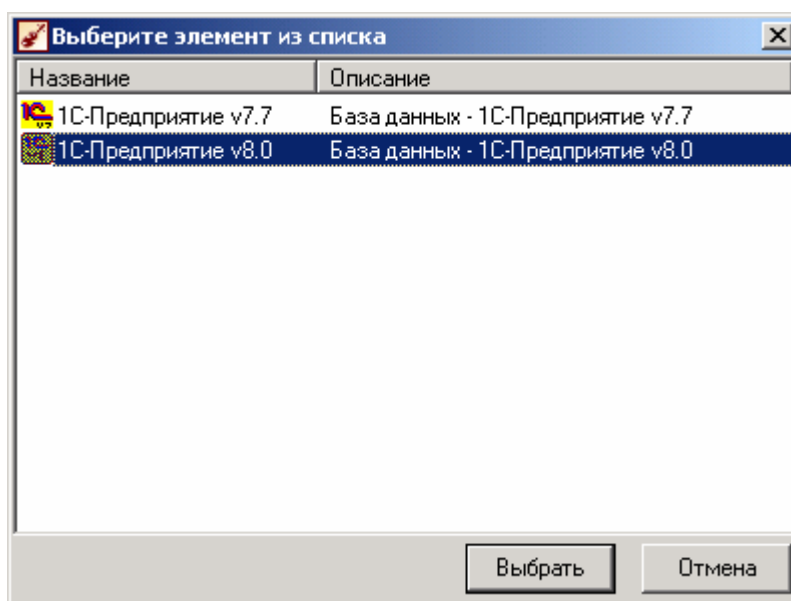 Выберите элемент из списка
Название Описание
1С-Предприятие v7.7 База данных - 1С-Предприятие v7.7
1С-Предприятие v8.0 База данных - 1С-Предприятие v8.0
Выбрать Отмена